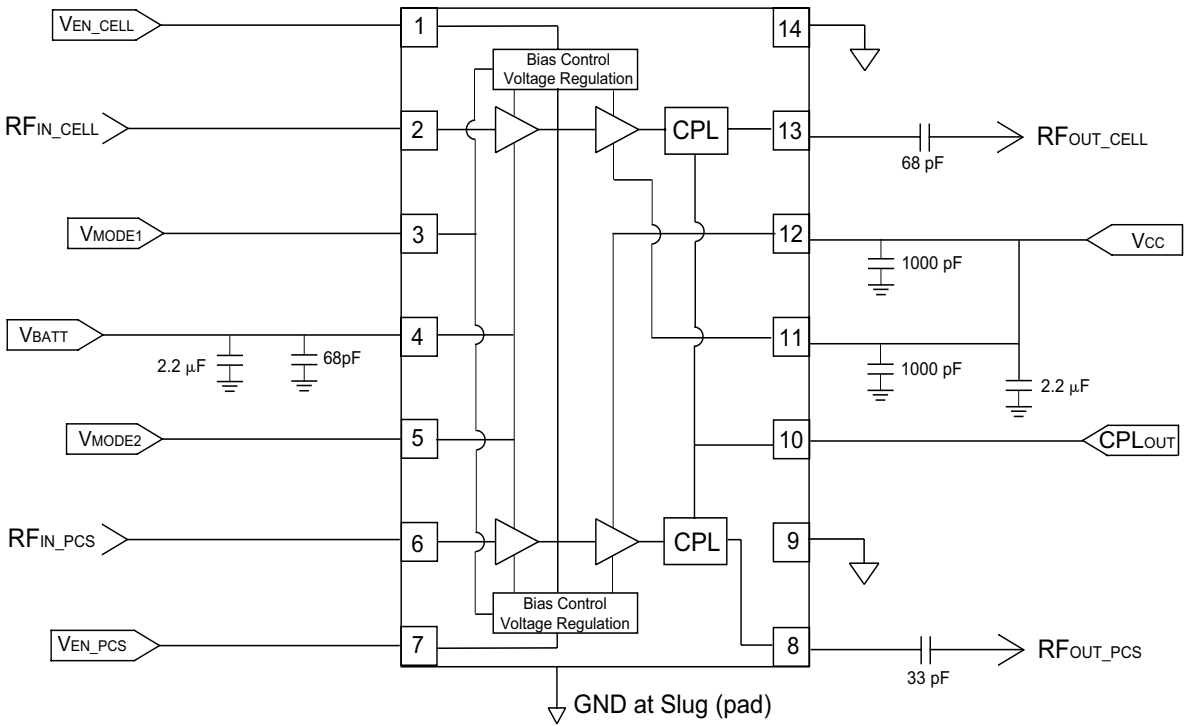 VEN_CELL
1
14
Bias Control
Voltage Regulation
RFIN_CELL
2
CPL
13
RFOUT_CELL
68 pF
VMODE1
3
12
VCC
1000 pF
VBATT
4
11
2.2 μF
68pF
1000 pF
2.2 μF
VMODE2
5
10
CPLOUT
RFIN_PCS
6
CPL
9
Bias Control
Voltage Regulation
VEN_PCS
7
8
RFOUT_PCS
33 pF
GND at Slug (pad)